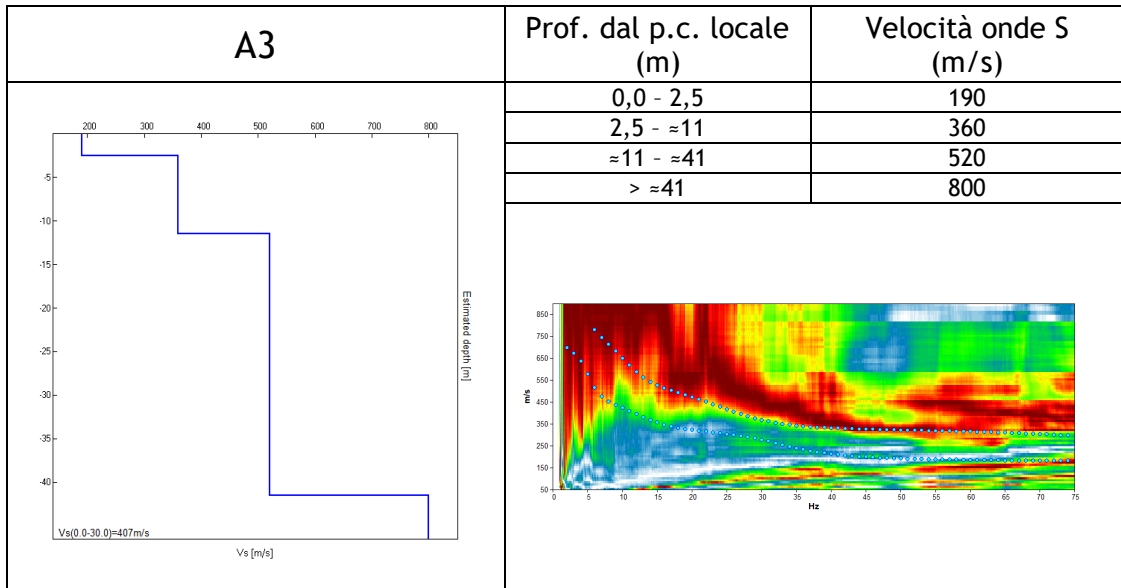 A3
Prof. dal p.c. locale
(m)
Velocità onde S
(m/s)
0,0 – 2,5 190
2,5 – ≈11 360
≈11 – ≈41 520
> ≈41 800
200 300 400 500 600 700 800
-5
-10
-15
-20
-25
-30
-35
-40
Estimated depth [m]
Vs(0.0-30.0)=407m/s
Vs [m/s]
850
750
650
550
450
350
250
150
50
m/s
0 5 10 15 20 25 30 35 40 45 50 55 60 65 70 75
Hz